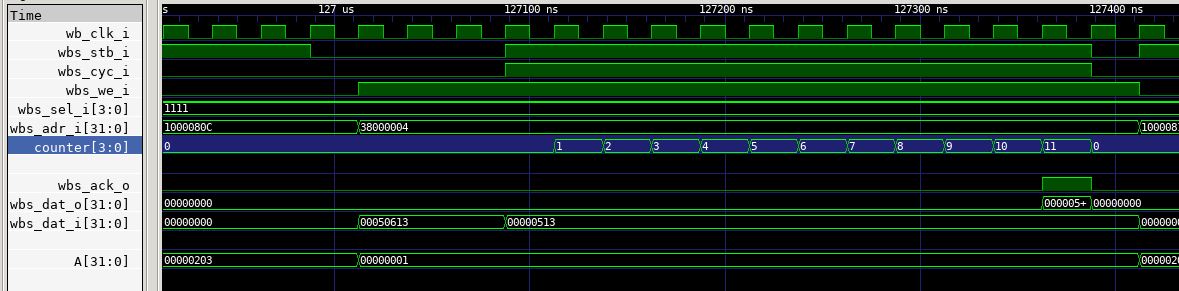 Time s 127 us 127100 ns 127200 ns 127300 ns 127400 ns
wb_clk_i
wbs_stb_i
wbs_cyc_i
wbs_we_i
wbs_sel_i[3:0] 1111
wbs_adr_i[31:0] 1000080C 38000004 1000081
counter[3:0] 0 1 2 3 4 5 6 7 8 9 10 11 0
wbs_ack_o
wbs_dat_o[31:0] 00000000 000005+ 00000000
wbs_dat_i[31:0] 00000000 00050613 00000513 0000000
A[31:0] 00000203 00000001 0000020